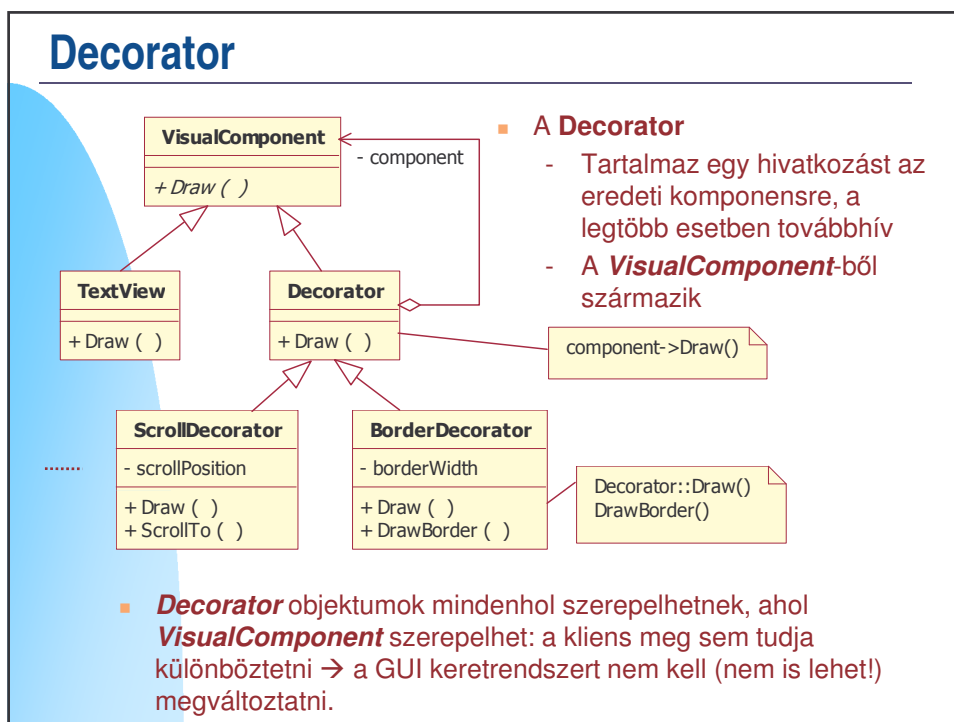 Decorator
VisualComponent
+ Draw ( )
- component
TextView
+ Draw ( )
Decorator
+ Draw ( )
component->Draw()
ScrollDecorator
- scrollPosition
+ Draw ( )
+ ScrollTo ( )
BorderDecorator
- borderWidth
+ Draw ( )
+ DrawBorder ( )
Decorator::Draw()
DrawBorder()
.......
■ A Decorator
- Tartalmaz egy hivatkozást az
eredeti komponensre, a
legtöbb esetben továbbhív
- A VisualComponent-ből
származik
■ Decorator objektumok mindenhol szerepelhetnek, ahol
VisualComponent szerepelhet: a kliens meg sem tudja
különböztetni → a GUI keretrendszert nem kell (nem is lehet!)
megváltoztatni.